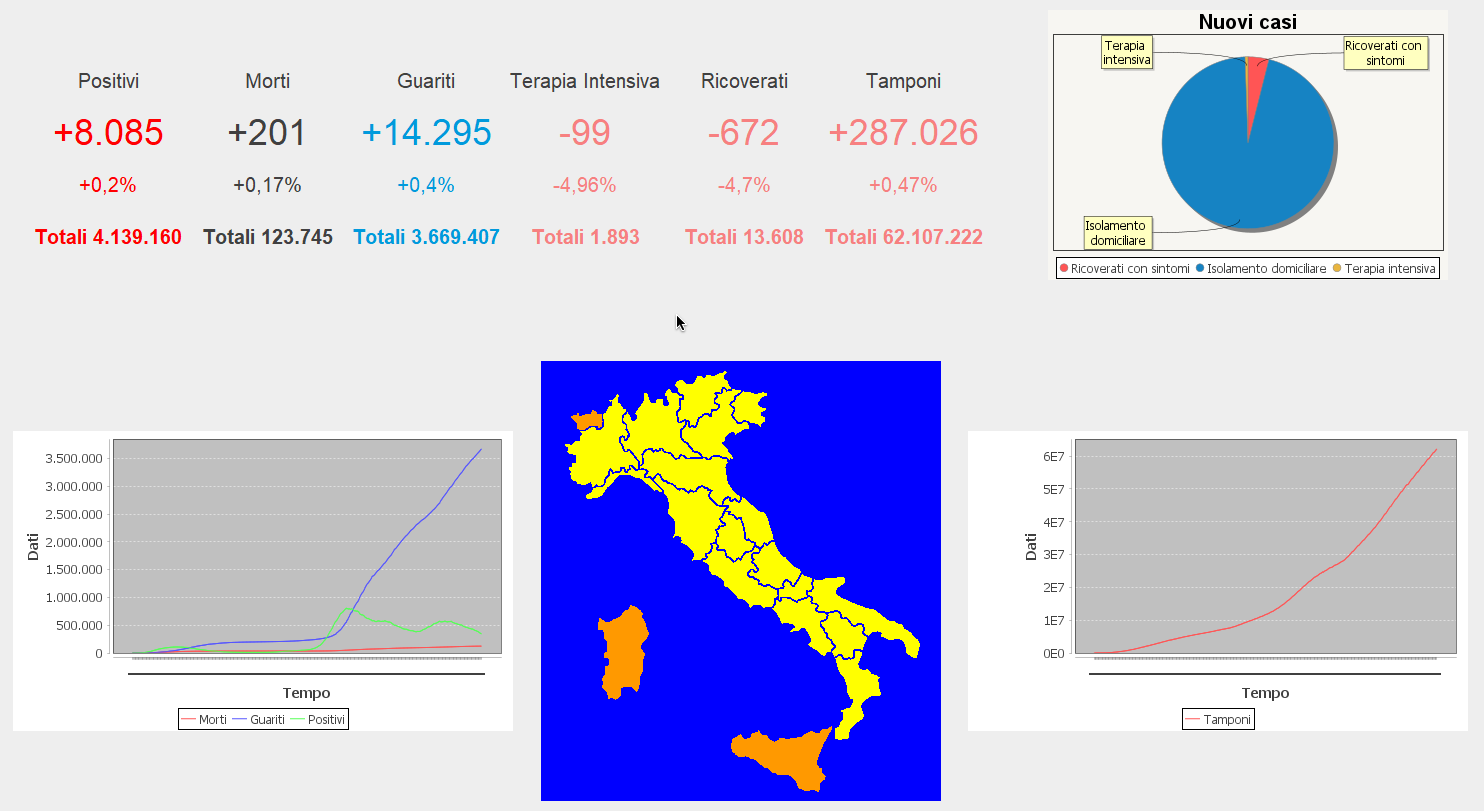 Positivi Morti Guariti Terapia Intensiva Ricoverati Tamponi
+8.085 +201 +14.295 -99 -672 +287.026
+0,2% +0,17% +0,4% -4,96% -4,7% +0,47%
Totali 4.139.160 Totali 123.745 Totali 3.669.407 Totali 1.893 Totali 13.608 Totali 62.107.222
Nuovi casi
Terapia
intensiva
Ricoverati con
sintomi
Isolamento
domiciliare
Ricoverati con sintomi Isolamento domiciliare Terapia intensiva
Dati
3.500.000
3.000.000
2.500.000
2.000.000
1.500.000
1.000.000
500.000
0
Tempo
Morti Guariti Positivi
Dati
6E7
5E7
4E7
3E7
2E7
1E7
0E0
Tempo
Tamponi